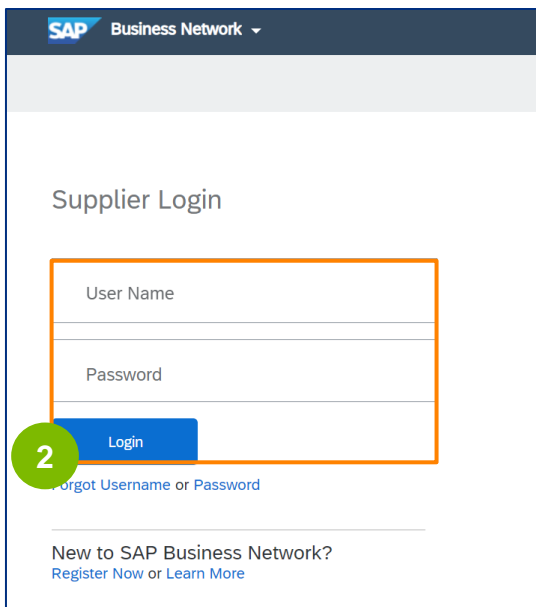 SAP Business Network
Supplier Login
User Name
Password
Login
2
Forgot Username or Password
New to SAP Business Network?
Register Now or Learn More